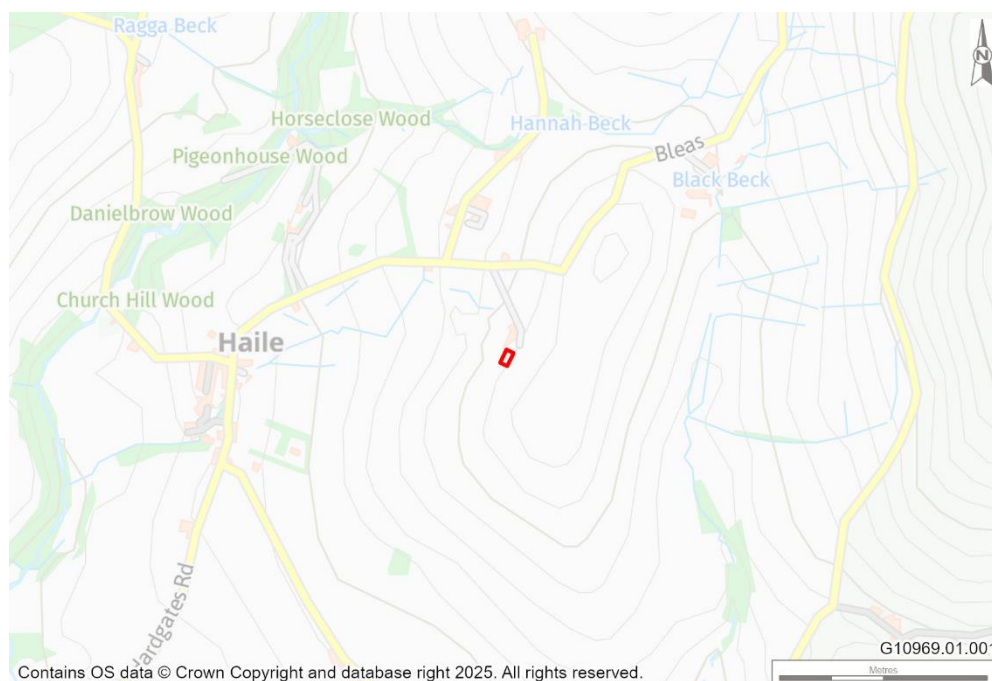 Ragga Beck
N
Horseclose Wood
Hannah Beck
Pigeonhouse Wood
Bleas
Black Beck
Danielbrow Wood
Church Hill Wood
Haile
Hardgates Rd
G10969.01.001
Contains OS data © Crown Copyright and database right 2025. All rights reserved.
Metres